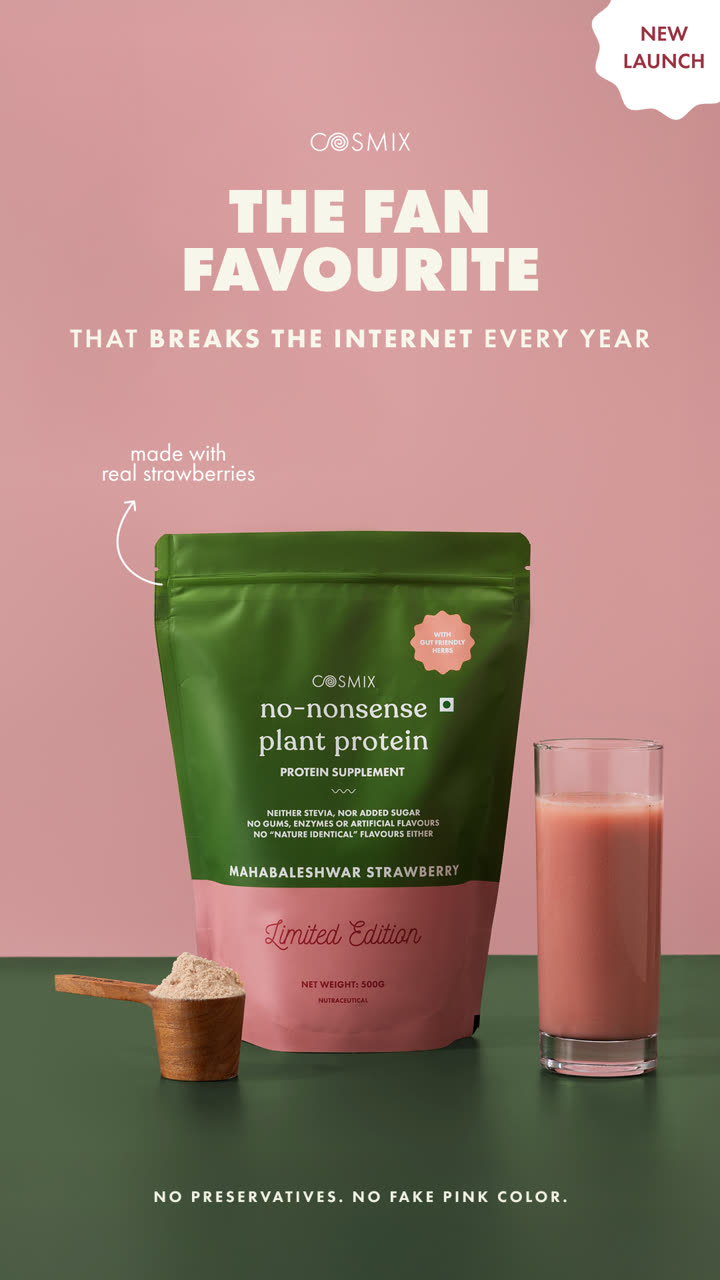 NEW
LAUNCH
COSMIX
THE FAN
FAVOURITE
THAT BREAKS THE INTERNET EVERY YEAR
made with
real strawberries
WITH
GUT FRIENDLY
HERBS
COSMIX
no-nonsense
plant protein
PROTEIN SUPPLEMENT
NEITHER STEVIA, NOR ADDED SUGAR
NO GUMS, ENZYMES OR ARTIFICIAL FLAVOURS
NO “NATURE IDENTICAL” FLAVOURS EITHER
MAHABALESHWAR STRAWBERRY
Limited Edition
NET WEIGHT: 500G
NUTRACEUTICAL
NO PRESERVATIVES. NO FAKE PINK COLOR.